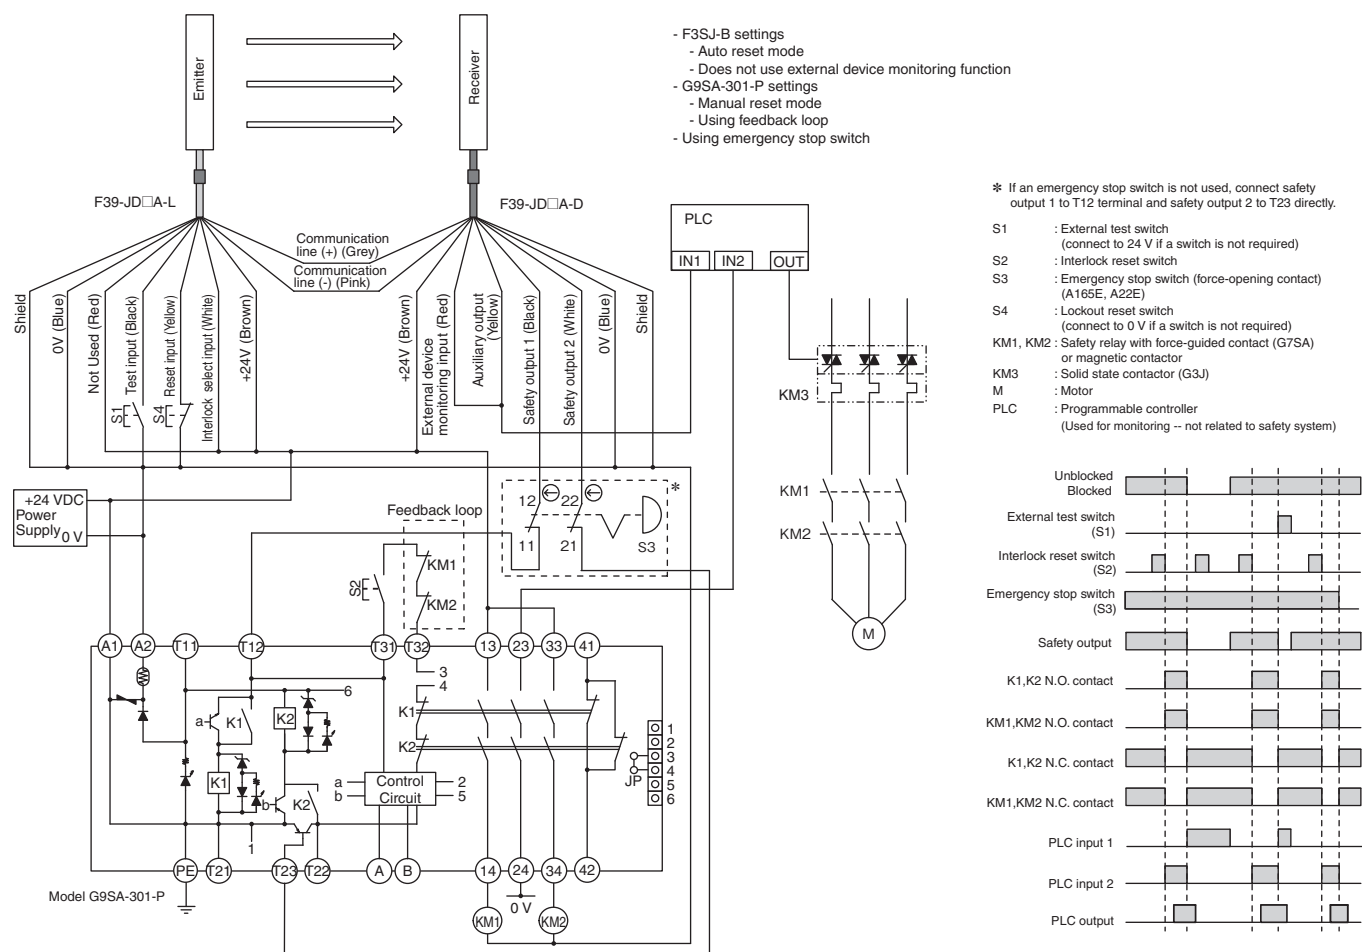 Emitter
Receiver
- F3SJ-B settings
- Auto reset mode
- Does not use external device monitoring function
- G9SA-301-P settings
- Manual reset mode
- Using feedback loop
- Using emergency stop switch
F39-JD□A-L
F39-JD□A-D
Communication
line (+) (Grey)
Communication
line (-) (Pink)
Shield
0V (Blue)
Not Used (Red)
Test input (Black)
Reset input (Yellow)
Interlock select input (White)
+24V (Brown)
+24V (Brown)
External device
monitoring input (Red)
Auxiliary output
(Yellow)
Safety output 1 (Black)
Safety output 2 (White)
0V (Blue)
Shield
S1
S4
PLC
IN1
IN2
OUT
KM3
KM1
KM2
M
* If an emergency stop switch is not used, connect safety
output 1 to T12 terminal and safety output 2 to T23 directly.
S1 : External test switch
(connect to 24 V if a switch is not required)
S2 : Interlock reset switch
S3 : Emergency stop switch (force-opening contact)
(A165E, A22E)
S4 : Lockout reset switch
(connect to 0 V if a switch is not required)
KM1, KM2 : Safety relay with force-guided contact (G7SA)
or magnetic contactor
KM3 : Solid state contactor (G3J)
M : Motor
PLC : Programmable controller
(Used for monitoring -- not related to safety system)
+24 VDC
Power
Supply 0 V
Feedback loop
S2
KM1
KM2
12
22
*
11
21
S3
A1
A2
T11
T12
T31
T32
13
23
33
41
3
4
6
a
K1
K2
K1
K2
K1
b
K2
1
a
b
Control
Circuit
2
5
JP
1
2
3
4
5
6
PE
T21
T23
T22
A
B
14
24
34
42
Model G9SA-301-P
0 V
KM1
KM2
Unblocked
Blocked
External test switch
(S1)
Interlock reset switch
(S2)
Emergency stop switch
(S3)
Safety output
K1,K2 N.O. contact
KM1,KM2 N.O. contact
K1,K2 N.C. contact
KM1,KM2 N.C. contact
PLC input 1
PLC input 2
PLC output